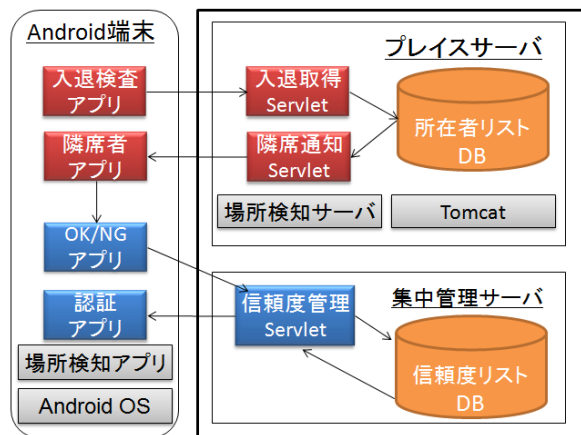 Android端末
入退検査
アプリ
隣席者
アプリ
OK/NG
アプリ
認証
アプリ
場所検知アプリ
Android OS
プレイスサーバ
入退取得
Servlet
隣席通知
Servlet
所在者リスト
DB
場所検知サーバ
Tomcat
集中管理サーバ
信頼度管理
Servlet
信頼度リスト
DB